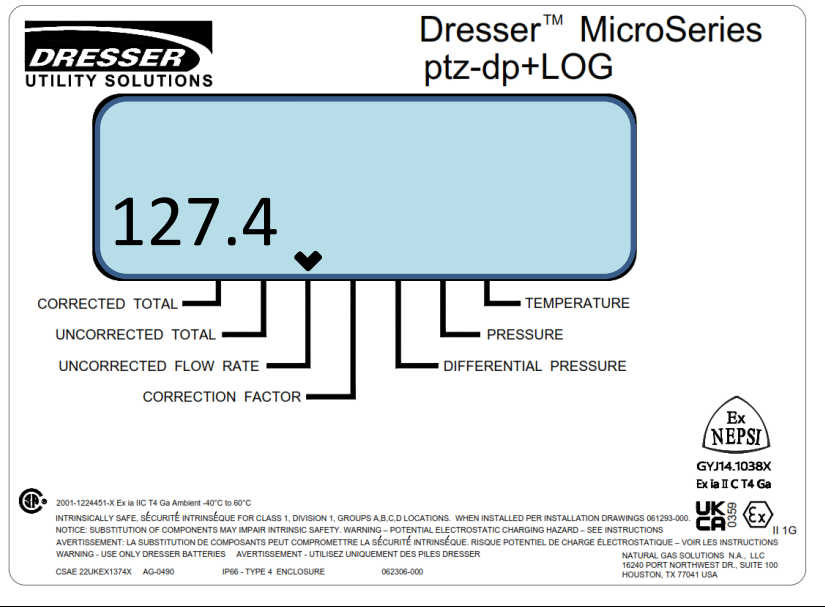 DRESSER
UTILITY SOLUTIONS
Dresser™ MicroSeries
ptz-dp+LOG
127.4
CORRECTED TOTAL
TEMPERATURE
UNCORRECTED TOTAL
PRESSURE
UNCORRECTED FLOW RATE
DIFFERENTIAL PRESSURE
CORRECTION FACTOR
Ex
NEPSI
GYJ14.1038X
Ex ia II C T4 Ga
2001-1224451-X Ex ia IIC T4 Ga Ambient -40°C to 60°C
INTRINSICALLY SAFE, SÉCURITÉ INTRINSÉQUE FOR CLASS 1, DIVISION 1, GROUPS A,B,C,D LOCATIONS. WHEN INSTALLED PER INSTALLATION DRAWINGS 061293-000.
NOTICE: SUBSTITUTION OF COMPONENTS MAY IMPAIR INTRINSIC SAFETY. WARNING – POTENTIAL ELECTROSTATIC CHARGING HAZARD – SEE INSTRUCTIONS
AVERTISSEMENT: LA SUBSTITUTION DE COMPOSANTS PEUT COMPROMETTRE LA SÉCURITÉ INTRINSÉQUE. RISQUE POTENTIEL DE CHARGE ÉLECTROSTATIQUE – VOIR LES INSTRUCTIONS
WARNING - USE ONLY DRESSER BATTERIES AVERTISSEMENT - UTILISEZ UNIQUEMENT DES PILES DRESSER
CSAE 22UKEX1374X AG-0490 IP66 - TYPE 4 ENCLOSURE 062306-000
UK
CA
0359
Ex
II 1G
NATURAL GAS SOLUTIONS N.A., LLC
16240 PORT NORTHWEST DR., SUITE 100
HOUSTON, TX 77041 USA